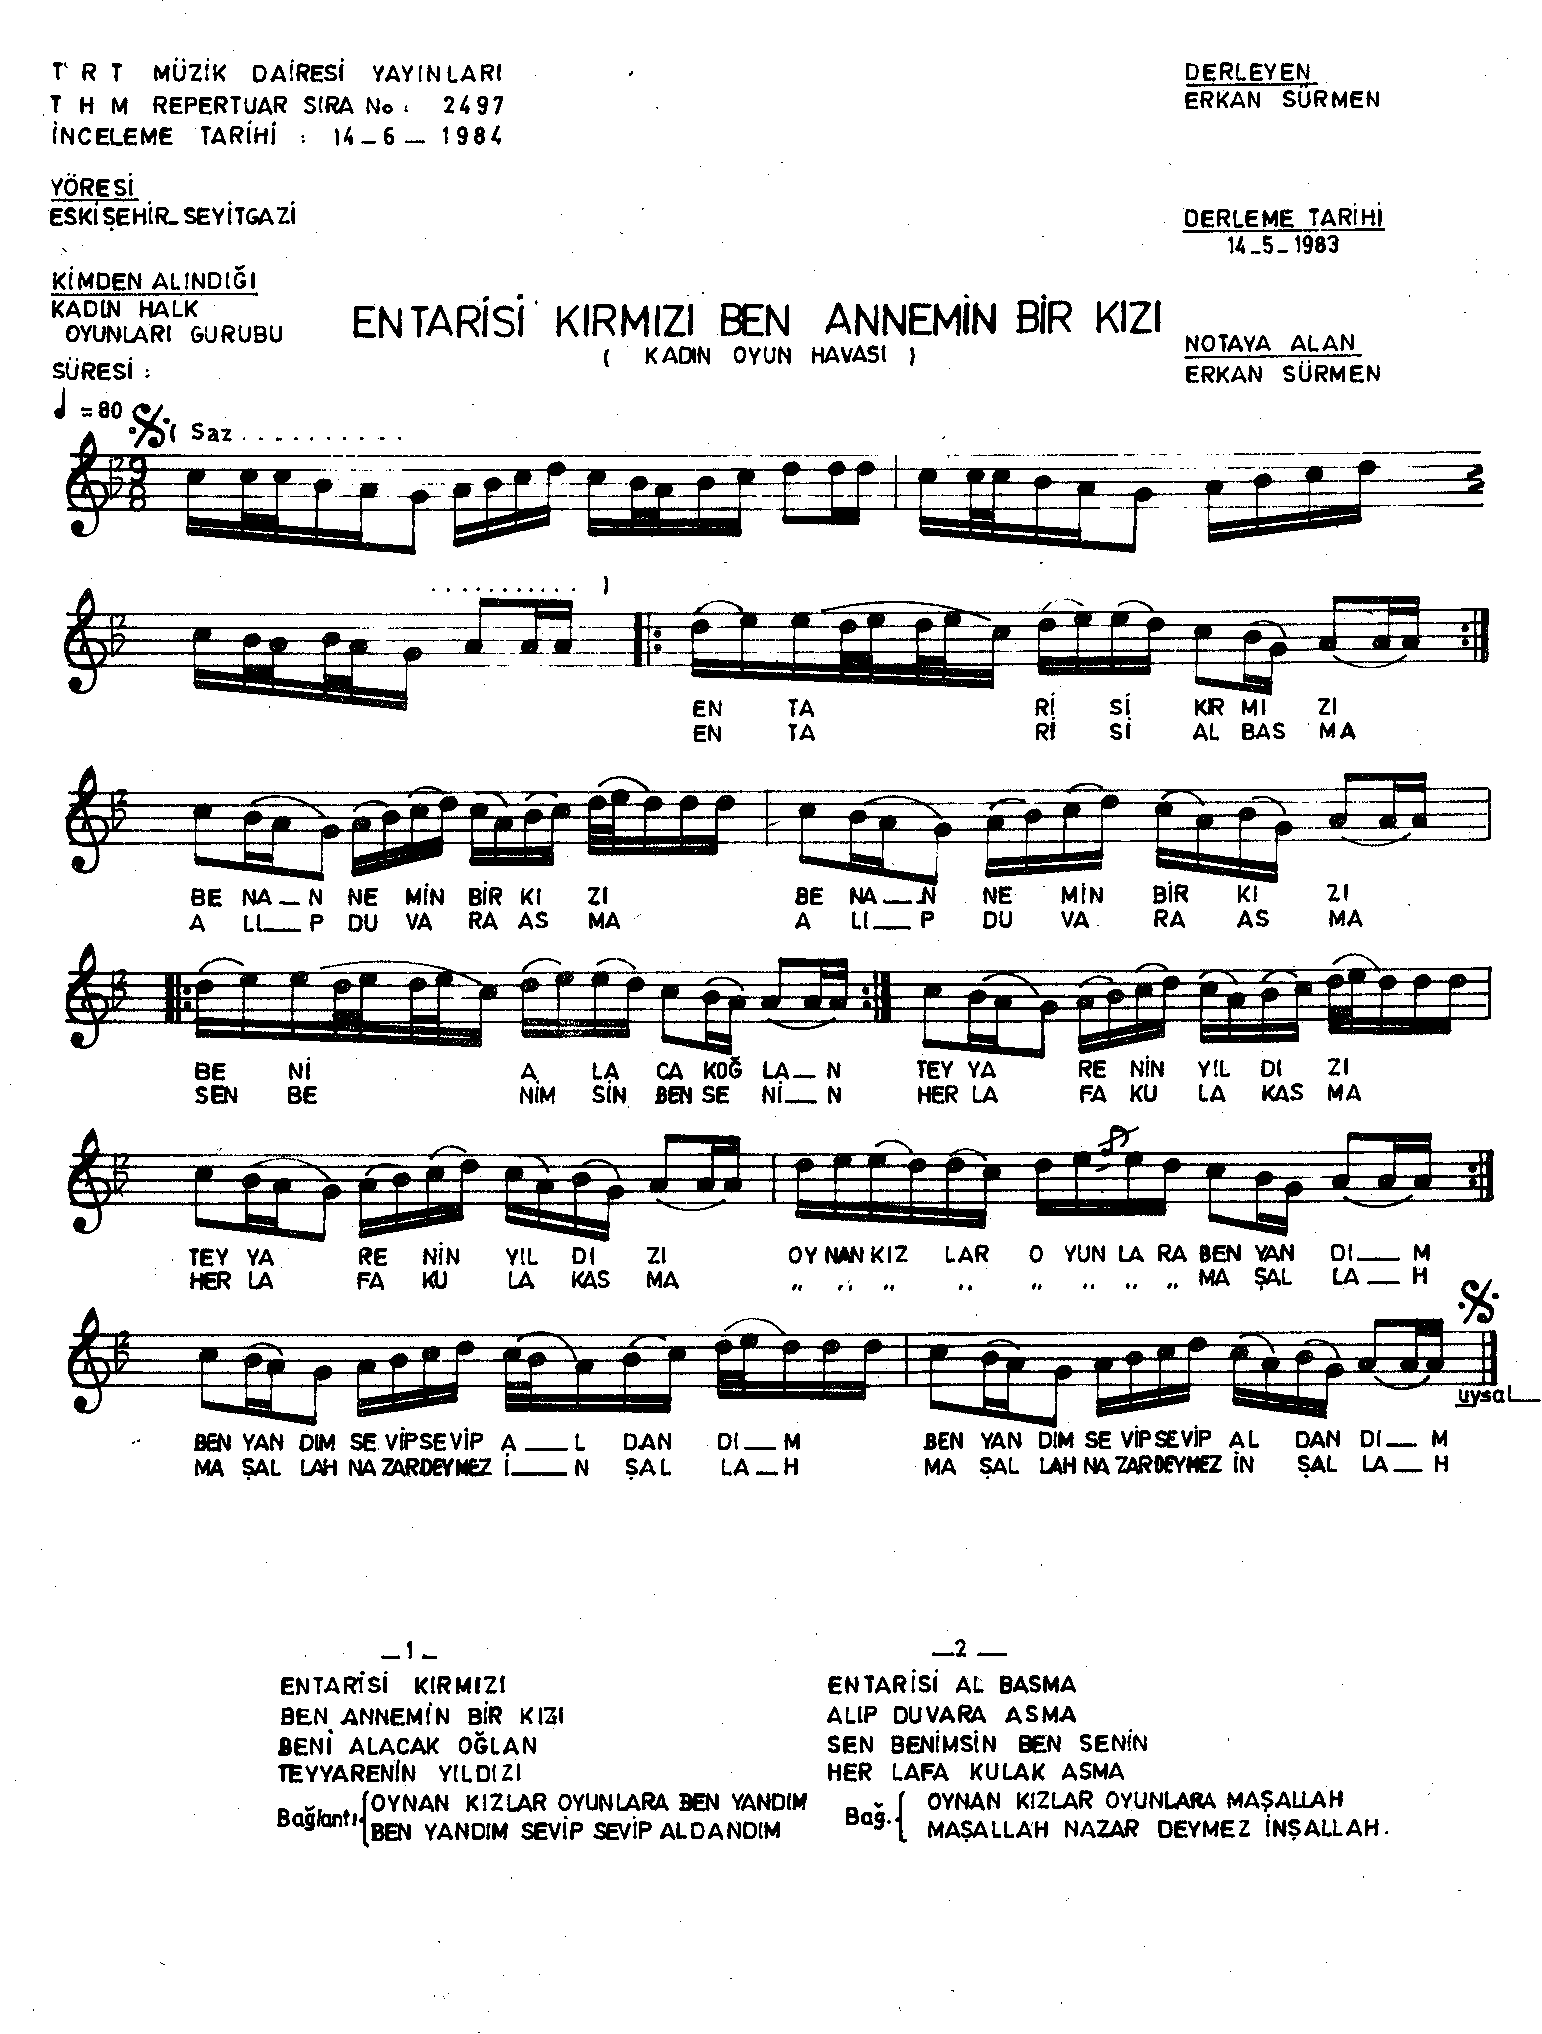 TRT MÜZİK DAİRESİ YAYINLARI
THM REPERTUAR SIRA No: 2497
İNCELEME TARİHİ : 14_6_1984
DERLEYEN
ERKAN SÜRMEN
YÖRESİ
ESKİŞEHİR_SEYİTGAZİ
DERLEME TARİHİ
14_5_1983
KİMDEN ALINDIĞI
KADIN HALK
OYUNLARI GURUBU
SÜRESİ :
ENTARİSİ KIRMIZI BEN ANNEMİN BİR KIZI
( KADIN OYUN HAVASI )
NOTAYA ALAN
ERKAN SÜRMEN
♩ = 80
( Saz . . . . . . . . . .
9
8
. . . . . . . . . . )
EN TA Rİ Sİ KIR MI ZI
EN TA Rİ Sİ AL BAS MA
BE NA_N NE MİN BİR KI ZI BE NA_N NE MİN BİR KI ZI
A LI_P DU VA RA AS MA A LI_P DU VA RA AS MA
BE Nİ A LA CA KOĞ LA_N TEY YA RE NİN YIL DI ZI
SEN BE NİM SİN BEN SE Nİ_N HER LA FA KU LA KAS MA
TEY YA RE NİN YIL DI ZI OY NAN KIZ LAR O YUN LA RA BEN YAN DI_M
HER LA FA KU LA KAS MA " " " " " " " " MA ŞAL LA_H
BEN YAN DIM SE VİP SE VİP A_L DAN DI_M BEN YAN DIM SE VİP SE VİP AL DAN DI_M
MA ŞAL LAH NA ZAR DEYMEZ İ_N ŞAL LA_H MA ŞAL LAH NA ZAR DEYMEZ İN ŞAL LA_H
uysal
_1_
ENTARİSİ KIRMIZI
BEN ANNEMİN BİR KIZI
BENİ ALACAK OĞLAN
TEYYARENİN YILDIZI
Bağlantı
OYNAN KIZLAR OYUNLARA BEN YANDIM
BEN YANDIM SEVİP SEVİP ALDANDIM
_2_
ENTARİSİ AL BASMA
ALIP DUVARA ASMA
SEN BENİMSİN BEN SENİN
HER LAFA KULAK ASMA
Bağ.
OYNAN KIZLAR OYUNLARA MAŞALLAH
MAŞALLAH NAZAR DEYMEZ İNŞALLAH.